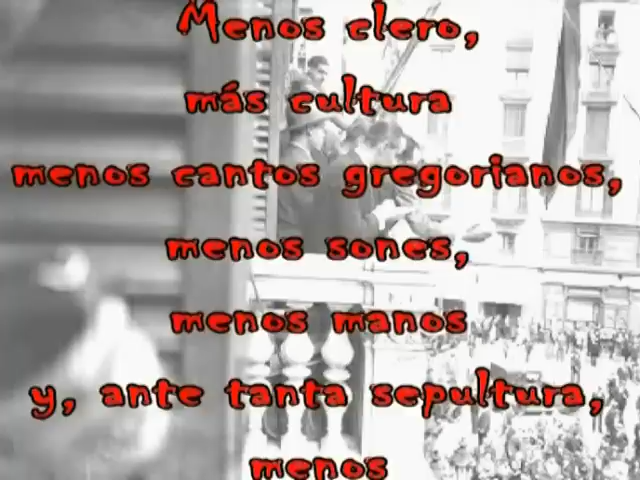 Menos clero,
más cultura
menos cantos gregorianos,
menos sones,
menos manos
y, ante tanta sepultura,
menos